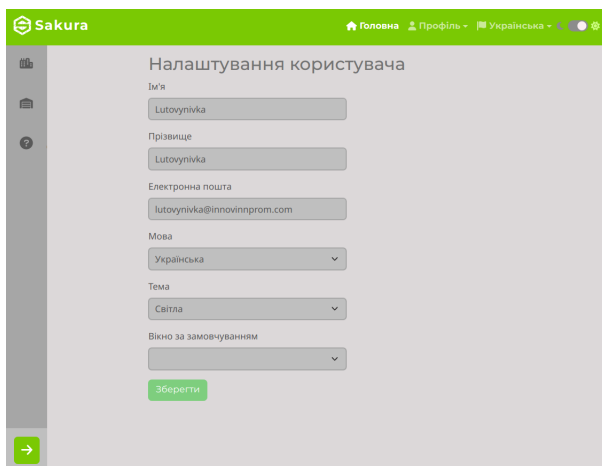 Sakura
Головна Профіль Українська
Налаштування користувача
Ім'я
Lutovynivka
Прізвище
Lutovynivka
Електронна пошта
lutovynivka@innovinnprom.com
Мова
Українська
Тема
Світла
Вікно за замовчуванням
Зберегти